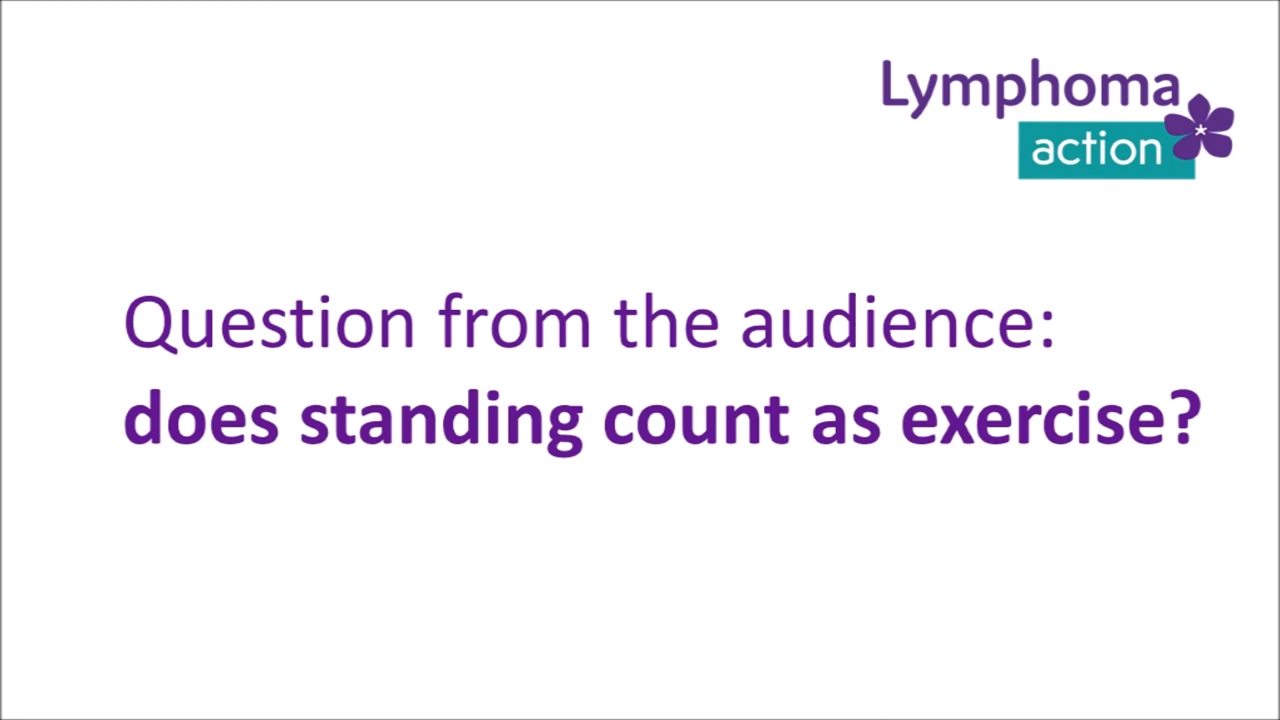 Lymphoma
action
Question from the audience:
does standing count as exercise?